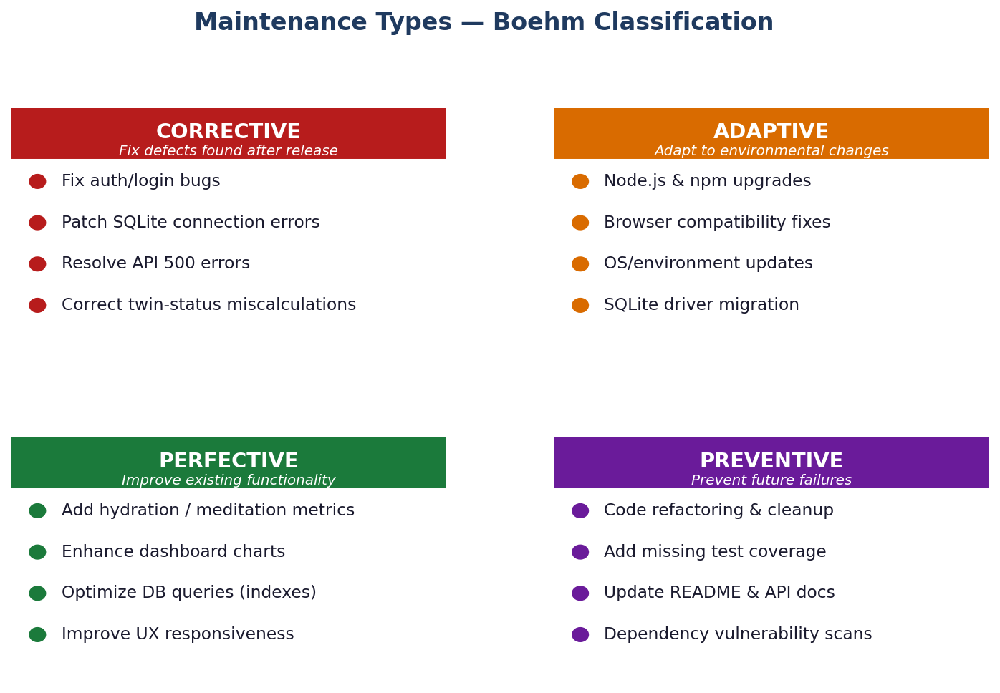 Maintenance Types — Boehm Classification
CORRECTIVE
Fix defects found after release
Fix auth/login bugs
Patch SQLite connection errors
Resolve API 500 errors
Correct twin-status miscalculations
ADAPTIVE
Adapt to environmental changes
Node.js & npm upgrades
Browser compatibility fixes
OS/environment updates
SQLite driver migration
PERFECTIVE
Improve existing functionality
Add hydration / meditation metrics
Enhance dashboard charts
Optimize DB queries (indexes)
Improve UX responsiveness
PREVENTIVE
Prevent future failures
Code refactoring & cleanup
Add missing test coverage
Update README & API docs
Dependency vulnerability scans